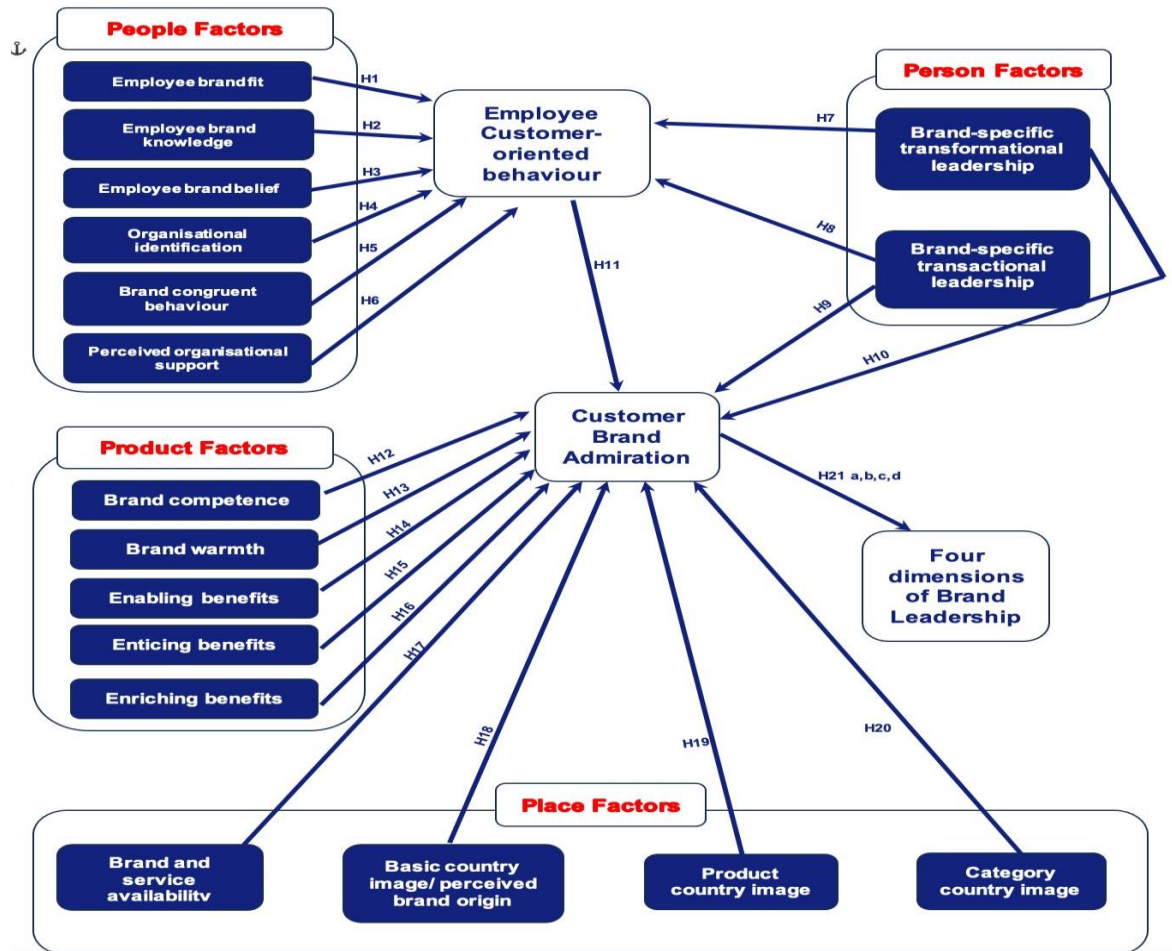 People Factors
Employee brand fit
Employee brand
knowledge
Employee brand belief
Organisational
identification
Brand congruent
behaviour
Perceived organisational
support
H1
H2
H3
H4
H5
H6
Employee
Customer-
oriented
behaviour
Person Factors
Brand-specific
transformational
leadership
Brand-specific
transactional
leadership
H7
H8
H9
H10
H11
Customer
Brand
Admiration
Product Factors
Brand competence
Brand warmth
Enabling benefits
Enticing benefits
Enriching benefits
H12
H13
H14
H15
H16
H17
H18
H19
H20
H21 a,b,c,d
Four
dimensions
of Brand
Leadership
Place Factors
Brand and
service
availability
Basic country
image/ perceived
brand origin
Product
country image
Category
country image